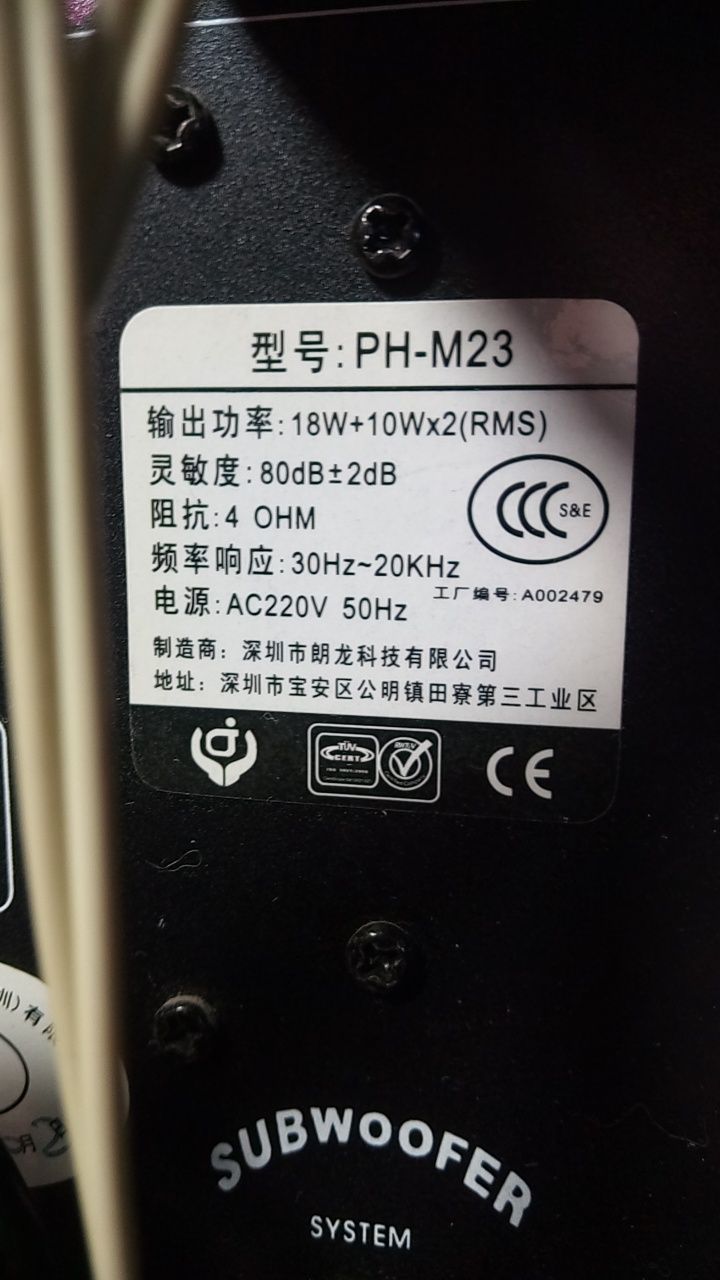 型号:PH-M23
输出功率:18W+10Wx2(RMS)
灵敏度:80dB±2dB
阻抗:4 OHM
S&E
频率响应:30Hz~20KHz
工厂编号:A002479
电源:AC220V 50Hz
制造商: 深圳市朗龙科技有限公司
地址: 深圳市宝安区公明镇田寮第三工业区
TÜV
CERT
CE
圳)有
月
SUBWOOFER
SYSTEM